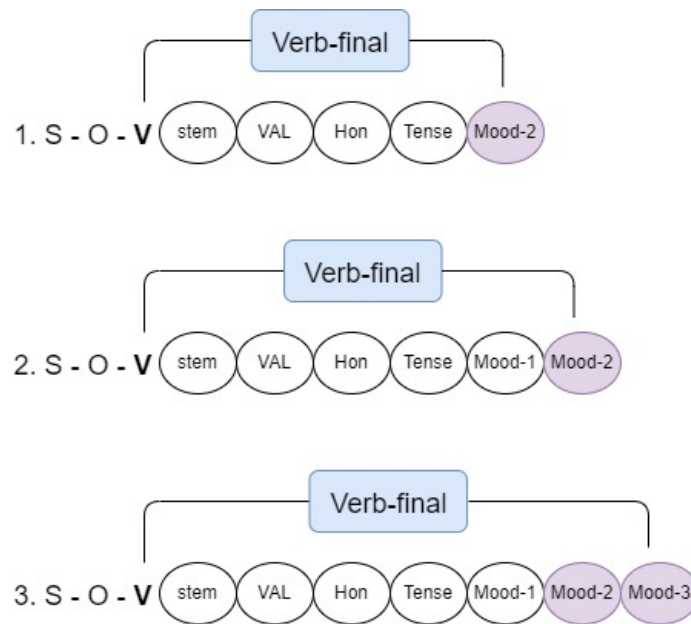 Verb-final
1. S - O - V stem VAL Hon Tense Mood-2
Verb-final
2. S - O - V stem VAL Hon Tense Mood-1 Mood-2
Verb-final
3. S - O - V stem VAL Hon Tense Mood-1 Mood-2 Mood-3